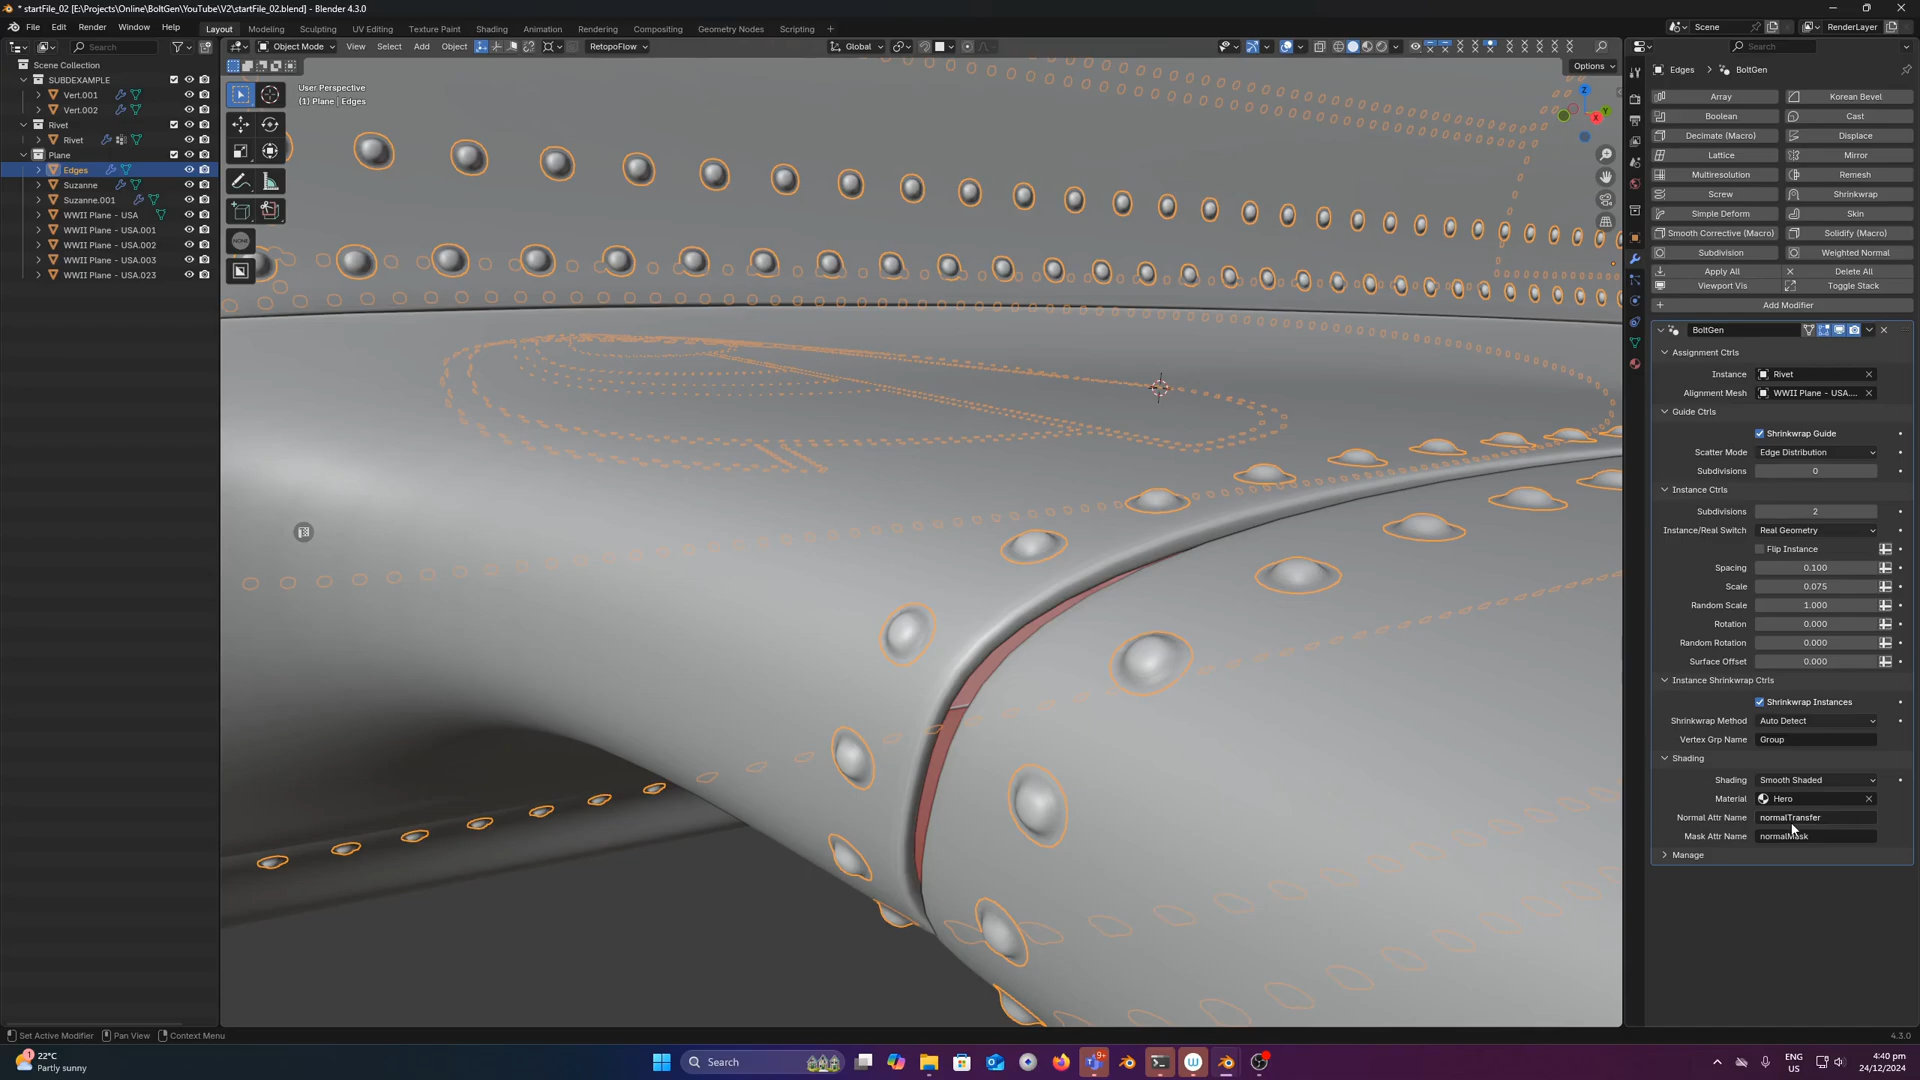 * startFile_02 [E:\Projects\Online\BoltGen\YouTube\V2\startFile_02.blend] - Blender 4.3.0
File Edit Render Window Help Layout Modeling Sculpting UV Editing Texture Paint Shading Animation Rendering Compositing Geometry Nodes Scripting + Scene RenderLayer
Search Object Mode View Select Add Object RetopoFlow Global Search
Options
Scene Collection
SUBDEXAMPLE
Vert.001
Vert.002
Rivet
Rivet
Plane
Edges
Suzanne
Suzanne.001
WWII Plane - USA
WWII Plane - USA.001
WWII Plane - USA.002
WWII Plane - USA.003
WWII Plane - USA.023
User Perspective
(1) Plane | Edges
NONE
Z
Y
X
Edges > BoltGen
Array Korean Bevel
Boolean Cast
Decimate (Macro) Displace
Lattice Mirror
Multiresolution Remesh
Screw Shrinkwrap
Simple Deform Skin
Smooth Corrective (Macro) Solidify (Macro)
Subdivision Weighted Normal
Apply All Delete All
Viewport Vis Toggle Stack
Add Modifier
BoltGen
Assignment Ctrls
Instance Rivet
Alignment Mesh WWII Plane - USA....
Guide Ctrls
Shrinkwrap Guide
Scatter Mode Edge Distribution
Subdivisions 0
Instance Ctrls
Subdivisions 2
Instance/Real Switch Real Geometry
Flip Instance
Spacing 0.100
Scale 0.075
Random Scale 1.000
Rotation 0.000
Random Rotation 0.000
Surface Offset 0.000
Instance Shrinkwrap Ctrls
Shrinkwrap Instances
Shrinkwrap Method Auto Detect
Vertex Grp Name Group
Shading
Shading Smooth Shaded
Material Hero
Normal Attr Name normalTransfer
Mask Attr Name normalMask
Manage
Set Active Modifier Pan View Context Menu 4.3.0
1 22°C
Partly sunny
Search
9+
ENG
US
4:40 pm
24/12/2024